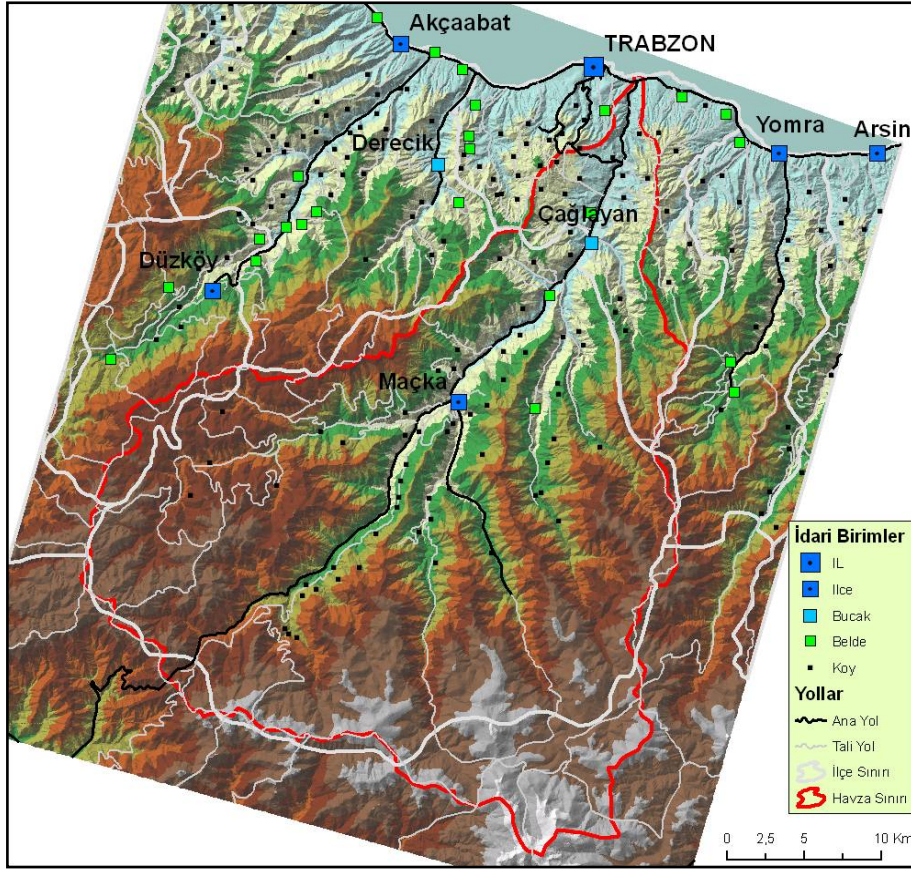 Akçaabat
TRABZON
Yomra
Arsin
Derecik
Çağlayan
Düzköy
Maçka
İdari Birimler
IL
Ilce
Bucak
Belde
Koy
Yollar
Ana Yol
Tali Yol
İlçe Sınırı
Havza Sınırı
0 2,5 5 10 Km